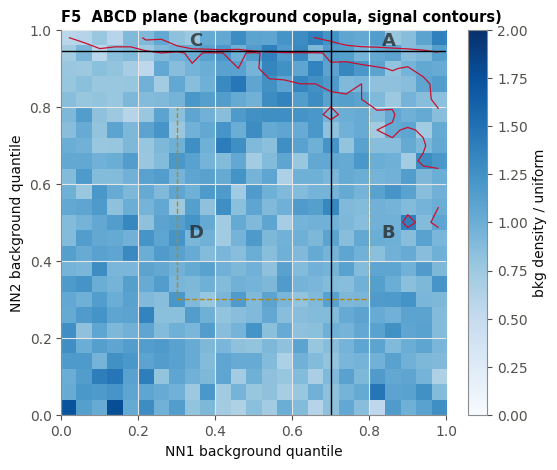 F5  ABCD plane (background copula, signal contours)
C
A
D
B
1.0
0.8
0.6
0.4
0.2
0.0
0.0
0.2
0.4
0.6
0.8
1.0
NN1 background quantile
NN2 background quantile
2.00
1.75
1.50
1.25
1.00
0.75
0.50
0.25
0.00
bkg density / uniform